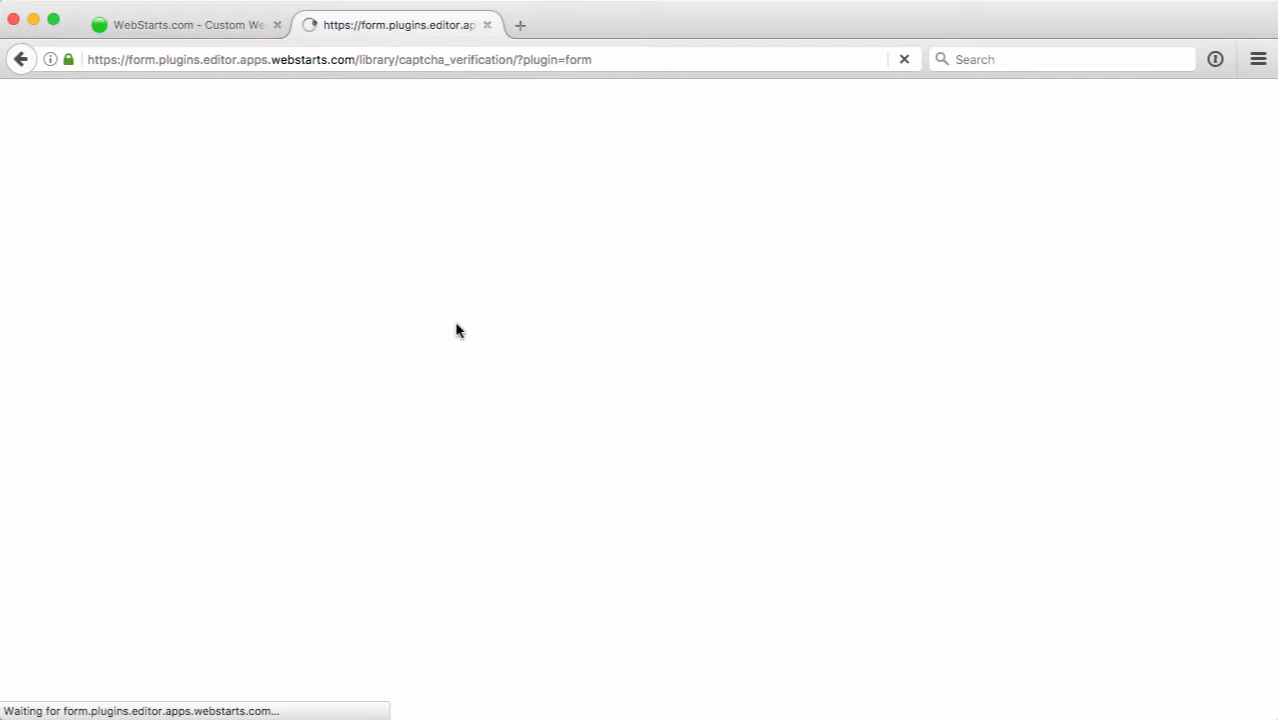 WebStarts.com - Custom We
https://form.plugins.editor.ap
https://form.plugins.editor.apps.webstarts.com/library/captcha_verification/?plugin=form
Search
Waiting for form.plugins.editor.apps.webstarts.com...